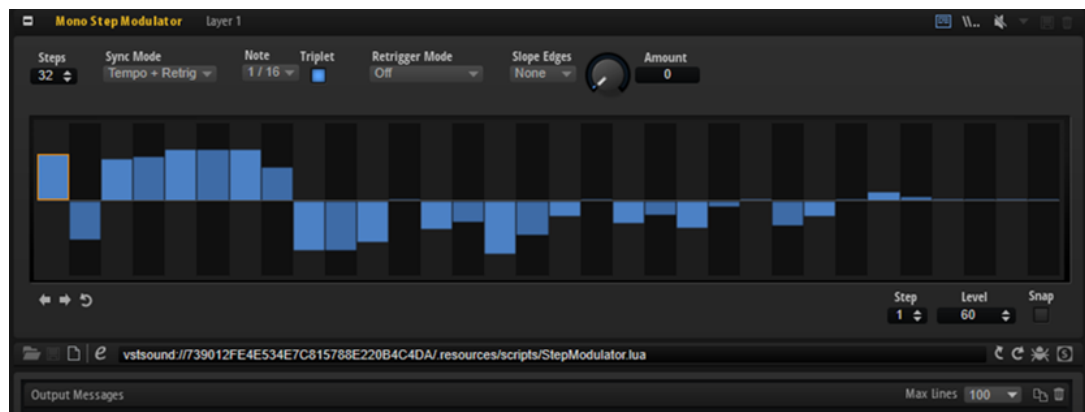 Mono Step Modulator Layer 1
Steps Sync Mode Note Triplet Retrigger Mode Slope Edges Amount
32 Tempo + Retrig 1 / 16 Off None 0
Step Level Snap
1 60
vstsound://739012FE4E534E7C815788E220B4C4DA/.resources/scripts/StepModulator.lua
Output Messages Max Lines 100